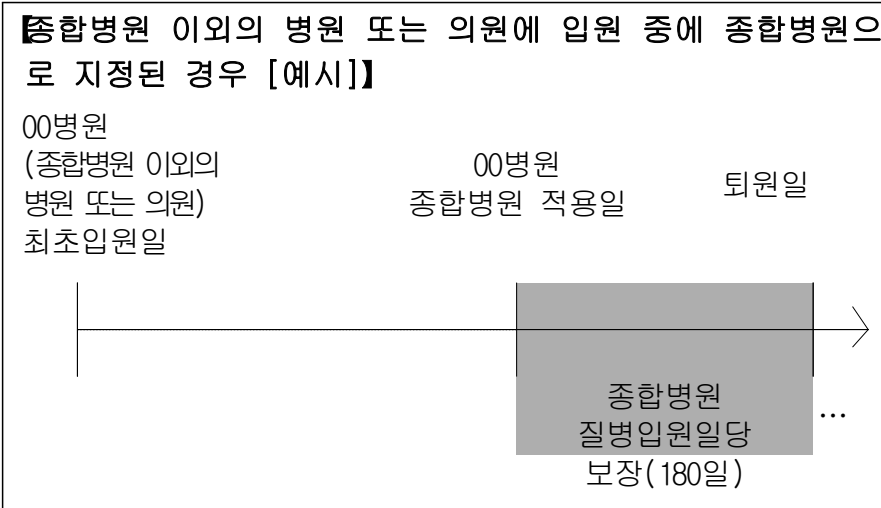 【종합병원 이외의 병원 또는 의원에 입원 중에 종합병원으
로 지정된 경우 [예시]】
00병원
(종합병원 이외의
병원 또는 의원)
최초입원일
00병원
종합병원 적용일
퇴원일
종합병원
질병입원일당
보장(180일)
...